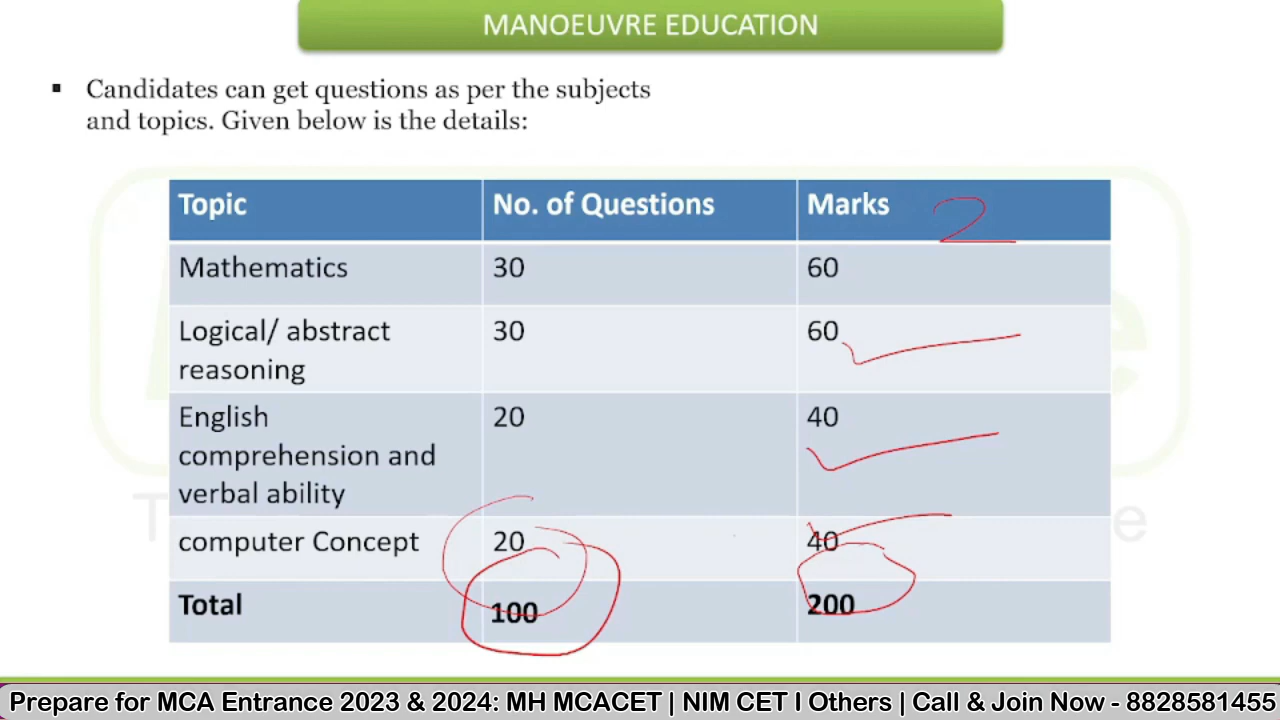 MANOEUVRE EDUCATION
▪ Candidates can get questions as per the subjects
and topics. Given below is the details:
Topic No. of Questions Marks 2
Mathematics 30 60
Logical/ abstract 30 60
reasoning
English 20 40
comprehension and
verbal ability
computer Concept 20 40
Total 100 200
Prepare for MCA Entrance 2023 & 2024: MH MCACET | NIM CET I Others | Call & Join Now - 8828581455